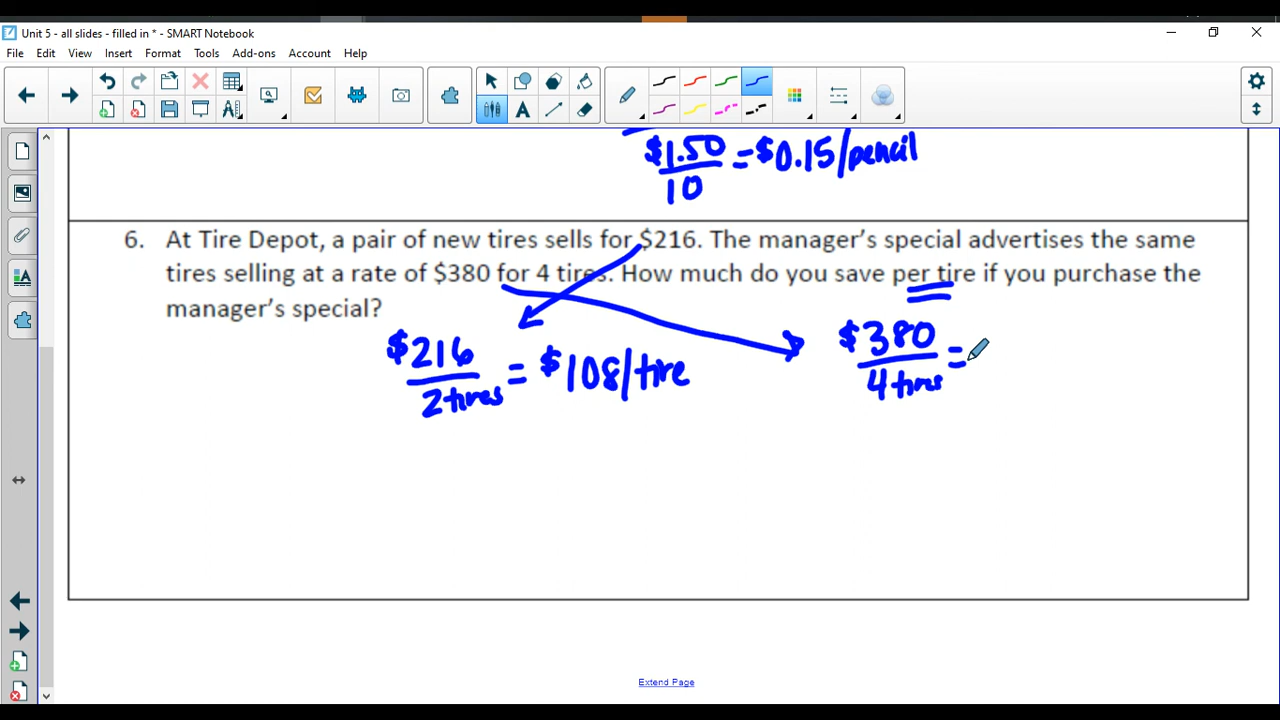 Unit 5 - all slides - filled in * - SMART Notebook
File Edit View Insert Format Tools Add-ons Account Help
$1.50
10
=$0.15/pencil
6. At Tire Depot, a pair of new tires sells for $216. The manager's special advertises the same
tires selling at a rate of $380 for 4 tires. How much do you save per tire if you purchase the
manager's special?
$216
2 tires
= $108/tire
$380
4 tires
=
Extend Page